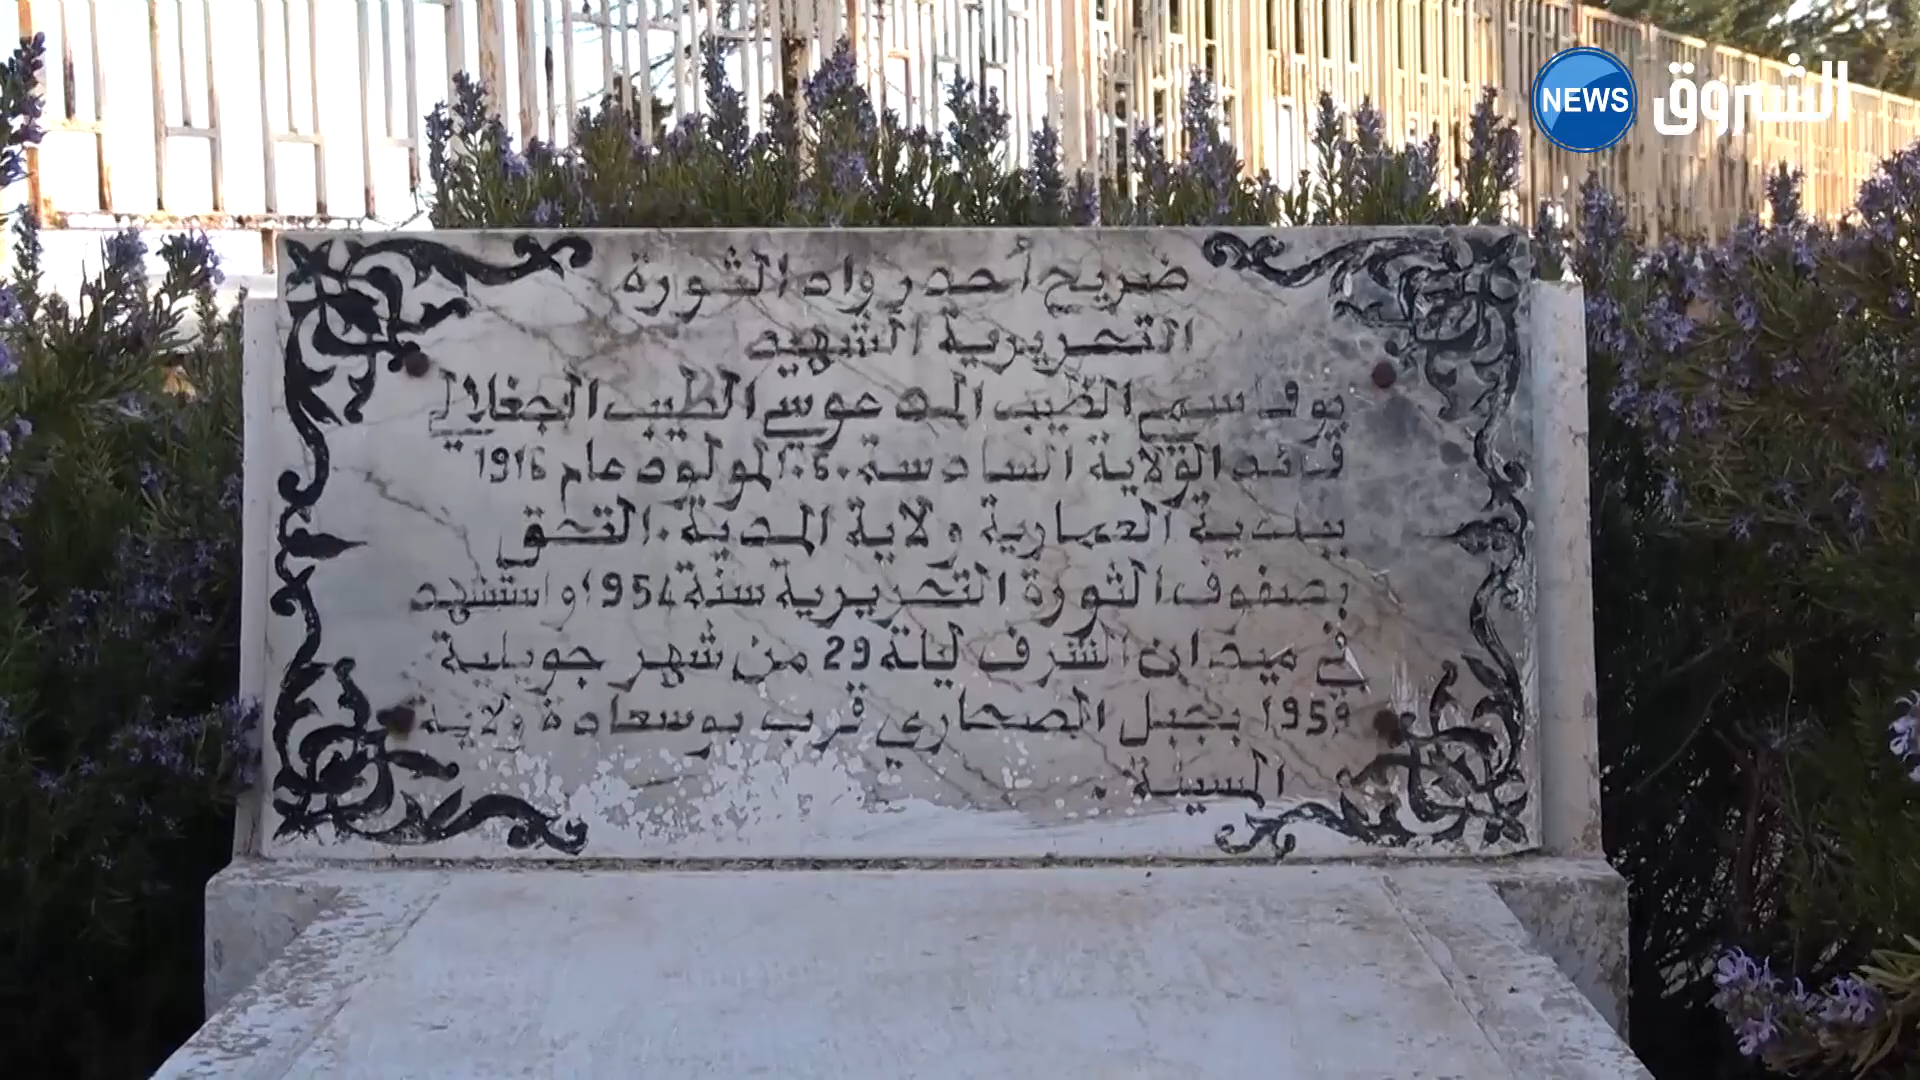 NEWS الشروق
ضريح أحد رواد الثورة
التحريرية الشهيد
بوقاسمي الطيب المدعو سي الطيب الجغلالي
قائد الولاية السادسة .6. المولود عام 1916
ببلدية العمارية ولاية المدية . التحق
بصفوف الثورة التحريرية سنة 1954 واستشهد
في ميدان الشرف ليلة 29 من شهر جويلية
1959 بجبل الصحاري قرب بوسعادة ولاية
المسيلة .